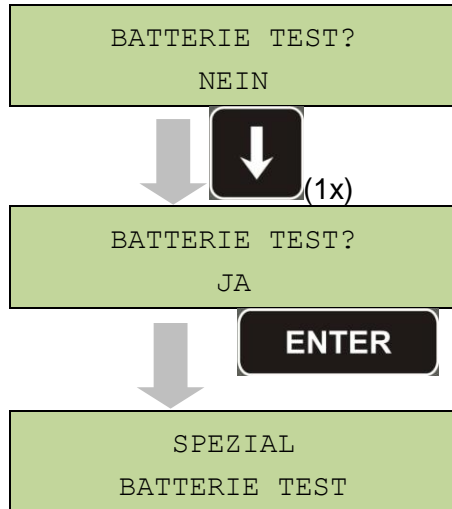 BATTERIE TEST?
NEIN
(1x)
BATTERIE TEST?
JA
ENTER
SPEZIAL
BATTERIE TEST